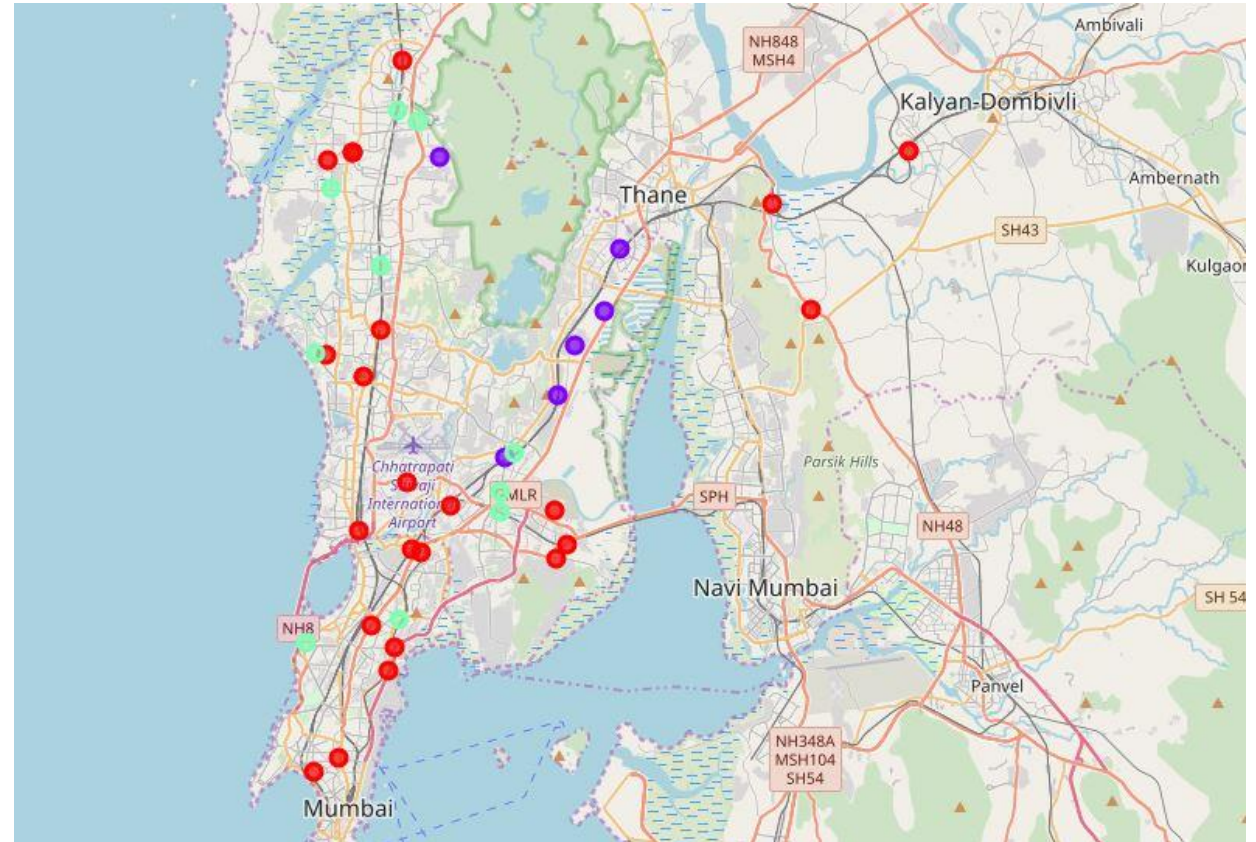 Ambivali
NH848
MSH4
Kalyan-Dombivli
Ambernath
Thane
SH43
Kulgaon
Chhatrapati
Shivaji
International
Airport
MLR
SPH
Parsik Hills
NH48
Navi Mumbai
SH 54
NH8
Panvel
NH348A
MSH104
SH54
Mumbai